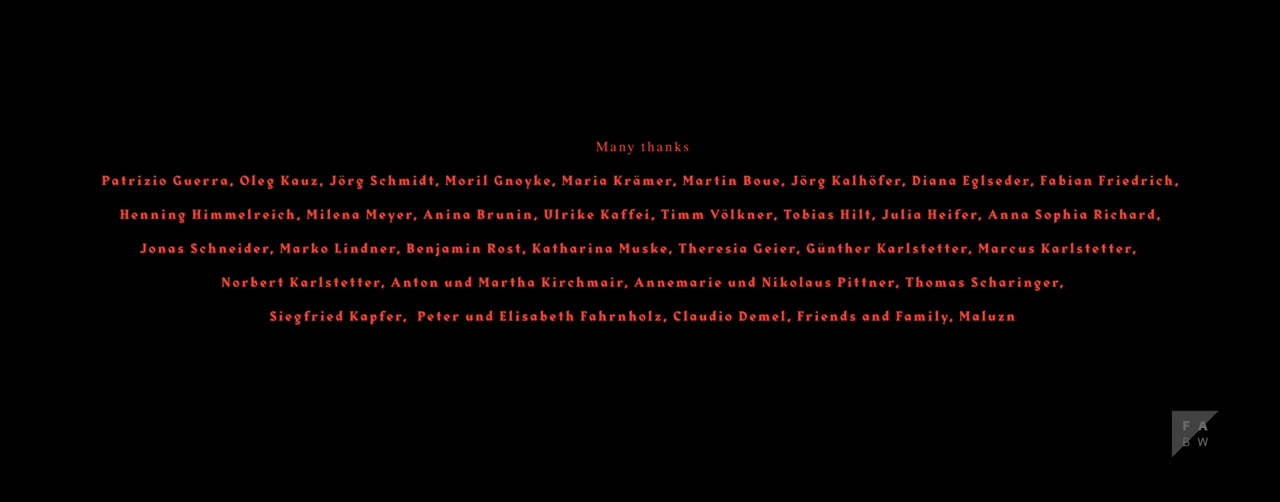 Many thanks
Patrizio Guerra, Oleg Kauz, Jörg Schmidt, Moril Gnoyke, Maria Krämer, Martin Boue, Jörg Kalhöfer, Diana Eglseder, Fabian Friedrich,
Henning Himmelreich, Milena Meyer, Anina Brunin, Ulrike Kaffei, Timm Völkner, Tobias Hilt, Julia Heifer, Anna Sophia Richard,
Jonas Schneider, Marko Lindner, Benjamin Rost, Katharina Muske, Theresia Geier, Günther Karlstetter, Marcus Karlstetter,
Norbert Karlstetter, Anton und Martha Kirchmair, Annemarie und Nikolaus Pittner, Thomas Scharinger,
Siegfried Kapfer, Peter und Elisabeth Fahrnholz, Claudio Demel, Friends and Family, Maluzn
F A
B W